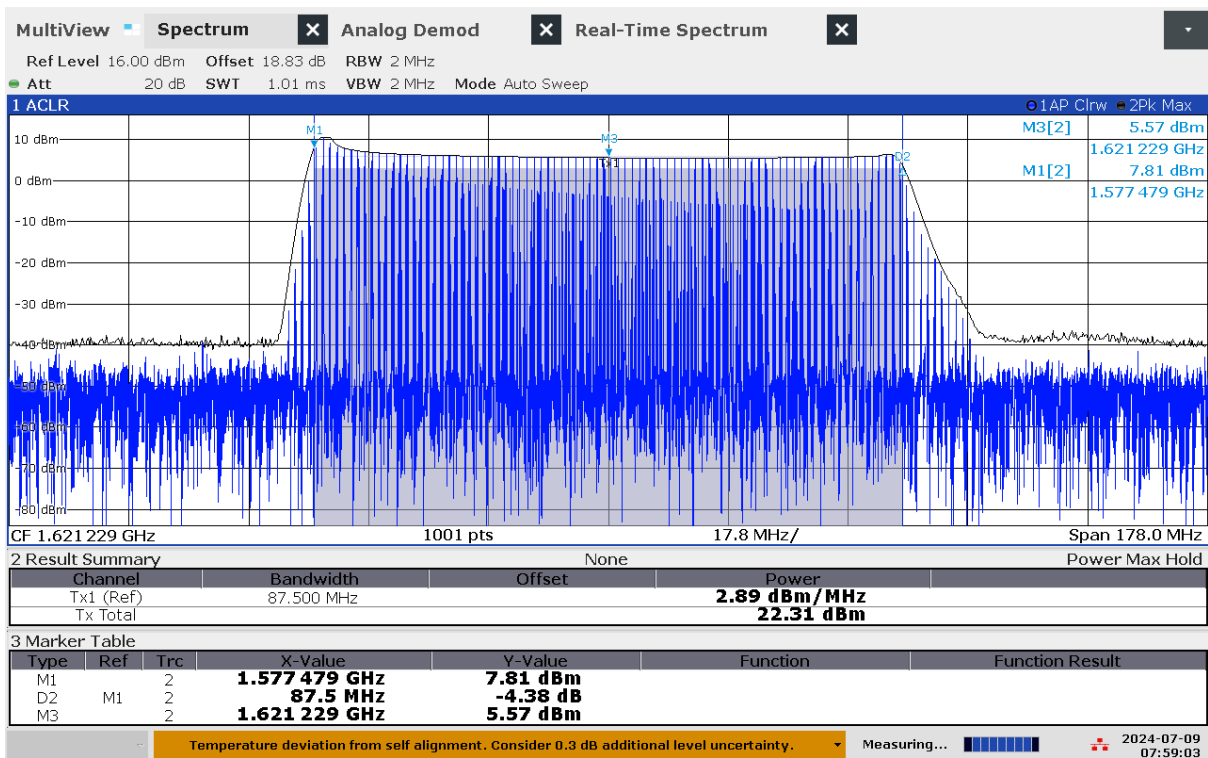 MultiView Spectrum X Analog Demod X Real-Time Spectrum X
Ref Level 16.00 dBm Offset 18.83 dB RBW 2 MHz
Att 20 dB SWT 1.01 ms VBW 2 MHz Mode Auto Sweep
1 ACLR 1AP Clrw 2Pk Max
M3[2] 5.57 dBm
1.621 229 GHz
M1[2] 7.81 dBm
1.577 479 GHz
M1
M3
Tx1
D2
10 dBm
0 dBm
-10 dBm
-20 dBm
-30 dBm
-40 dBm
-50 dBm
-60 dBm
-70 dBm
-80 dBm
CF 1.621 229 GHz 1001 pts 17.8 MHz/ Span 178.0 MHz
2 Result Summary None Power Max Hold
Channel Bandwidth Offset Power
Tx1 (Ref) 87.500 MHz 2.89 dBm/MHz
Tx Total 22.31 dBm
3 Marker Table
Type Ref Trc X-Value Y-Value Function Function Result
M1 2 1.577 479 GHz 7.81 dBm
D2 M1 2 87.5 MHz -4.38 dB
M3 2 1.621 229 GHz 5.57 dBm
Temperature deviation from self alignment. Consider 0.3 dB additional level uncertainty. Measuring... 2024-07-09
07:59:03